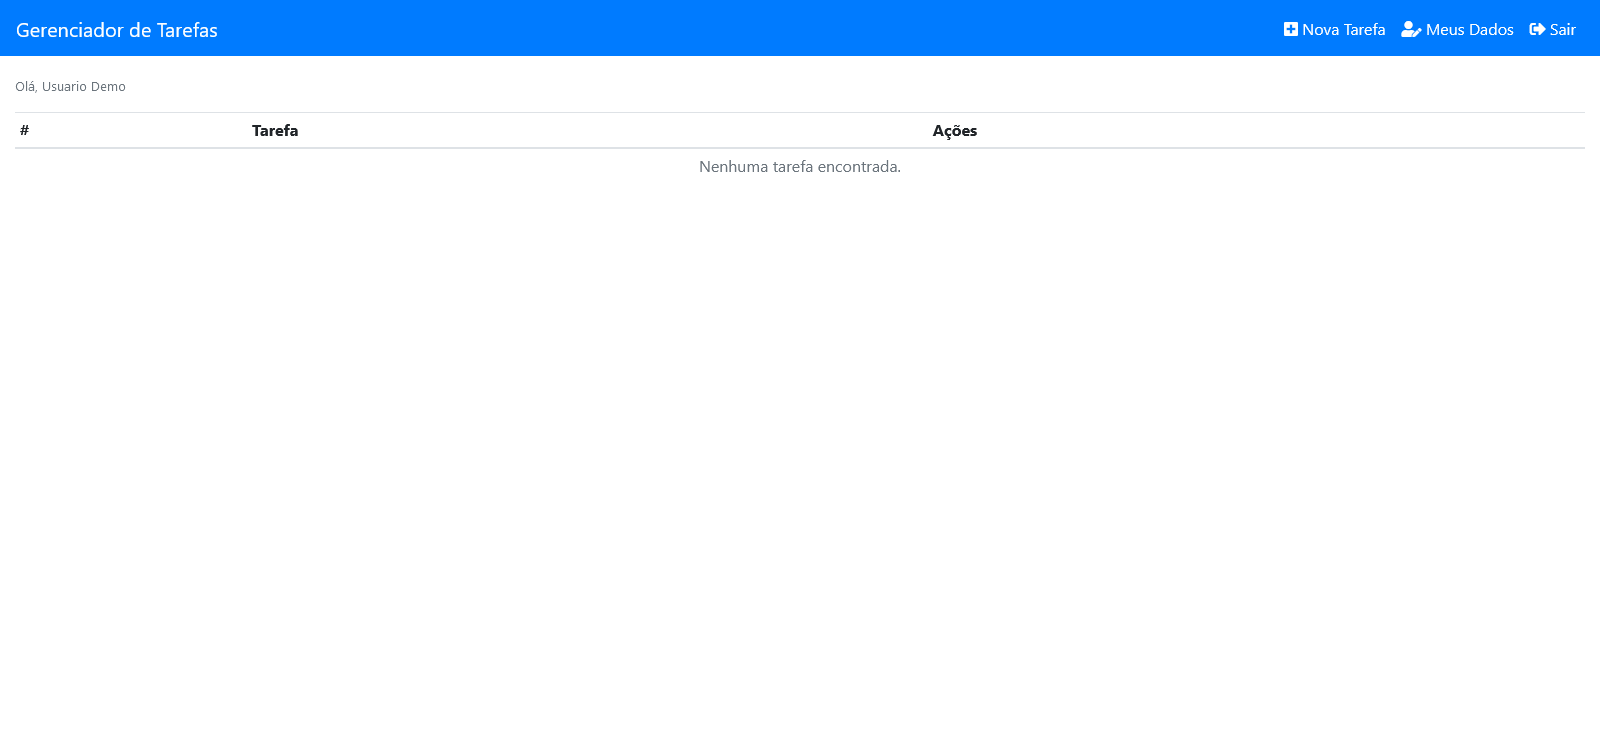 Gerenciador de Tarefas Nova Tarefa Meus Dados Sair
Olá, Usuario Demo
# Tarefa Ações
Nenhuma tarefa encontrada.